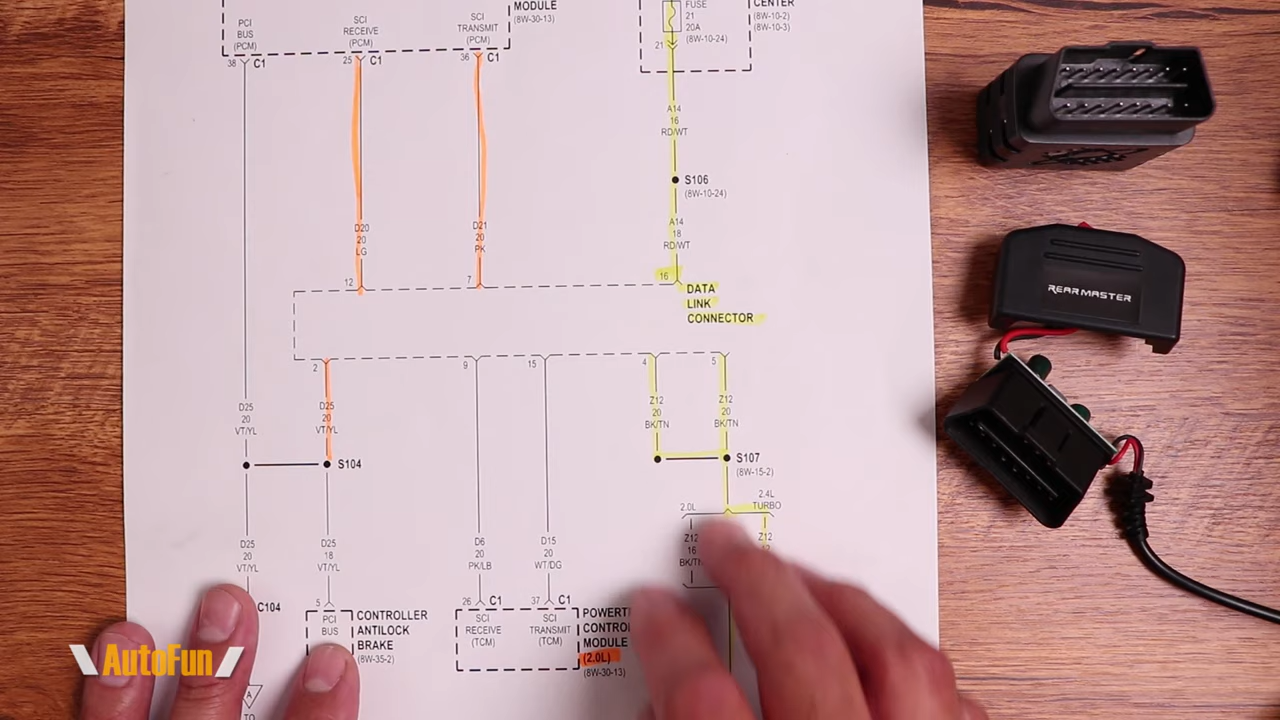 PCI
BUS
(PCM)
SCI
RECEIVE
(PCM)
SCI
TRANSMIT
(PCM)
MODULE
(8W-30-13)
FUSE
21
20A
(8W-10-24)
CENTER
(8W-10-2)
(8W-10-3)
38
C1
25
C1
36
C1
21
A14
16
RD/WT
S106
(8W-10-24)
A14
18
RD/WT
D20
20
LG
D21
20
PK
12
7
16
DATA
LINK
CONNECTOR
2
9
15
4
5
D25
20
VT/YL
D25
20
VT/YL
Z12
20
BK/TN
Z12
20
BK/TN
S104
S107
(8W-15-2)
2.0L
2.4L
TURBO
D25
20
VT/YL
D25
18
VT/YL
D6
20
PK/LB
D15
20
WT/DG
Z12
16
Z12
C104
5
26
C1
37
C1
PCI
BUS
CONTROLLER
ANTILOCK
BRAKE
(8W-35-2)
SCI
RECEIVE
(TCM)
SCI
TRANSMIT
(TCM)
MODULE
(2.0L)
(8W-30-13)
A
TO
REARMASTER
AutoFun